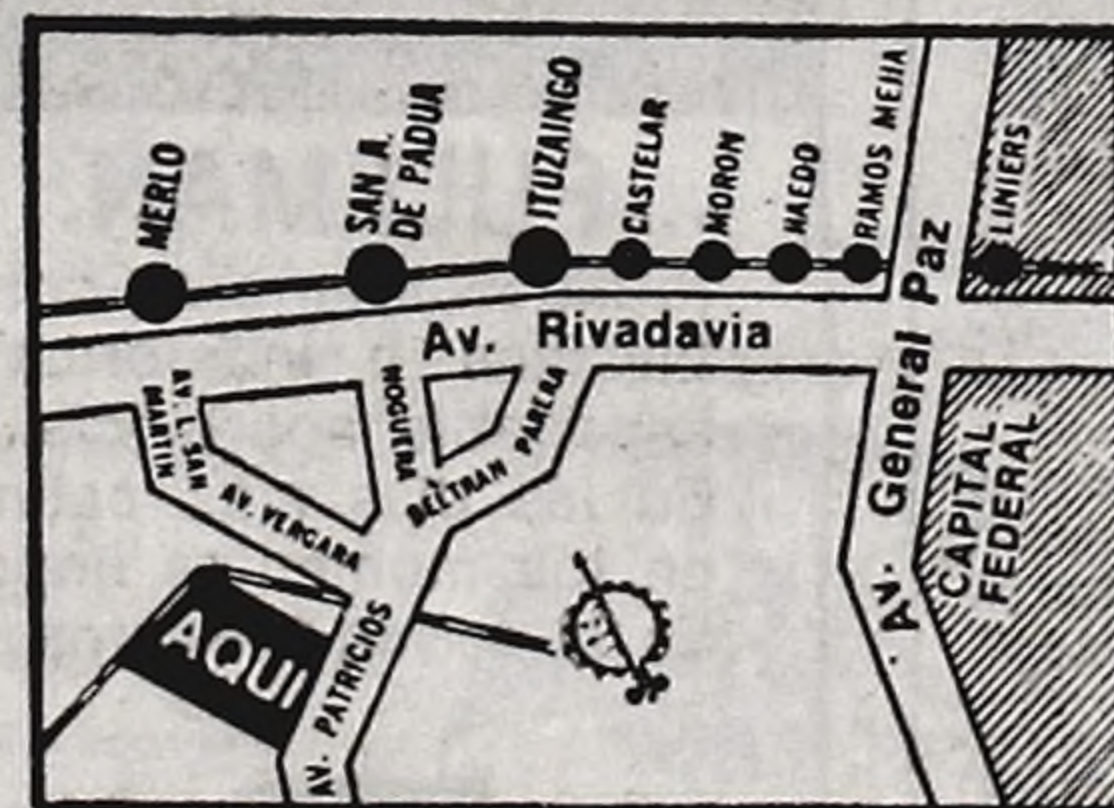 MERLO
SAN A.
DE PADUA
ITUZAINGO
CASTELAR
MORON
HAEDO
RAMOS MEJIA
LINIERS
Av. Rivadavia
Av. General Paz
AV. L. SAN
MARTIN
NOGUERA
BELTRAN PARERA
AV. VERGARA
CAPITAL
FEDERAL
AQUI
AV. PATRICIOS